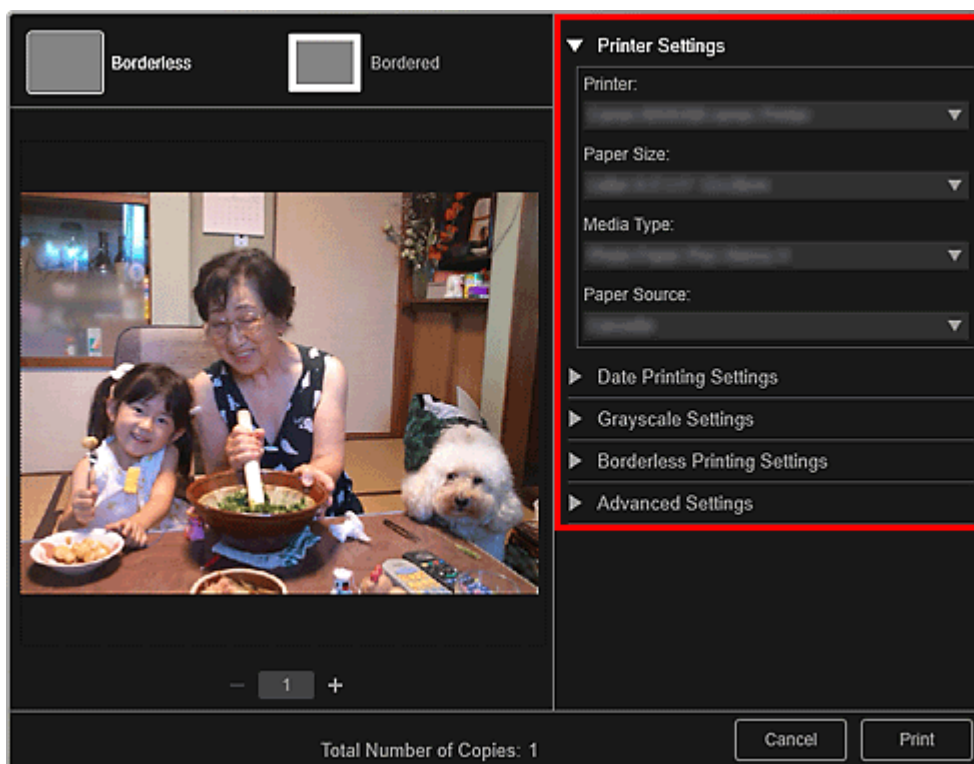 Borderless
Bordered
Printer Settings
Printer:
Paper Size:
Media Type:
Paper Source:
Date Printing Settings
Grayscale Settings
Borderless Printing Settings
Advanced Settings
1
Total Number of Copies: 1
Cancel
Print